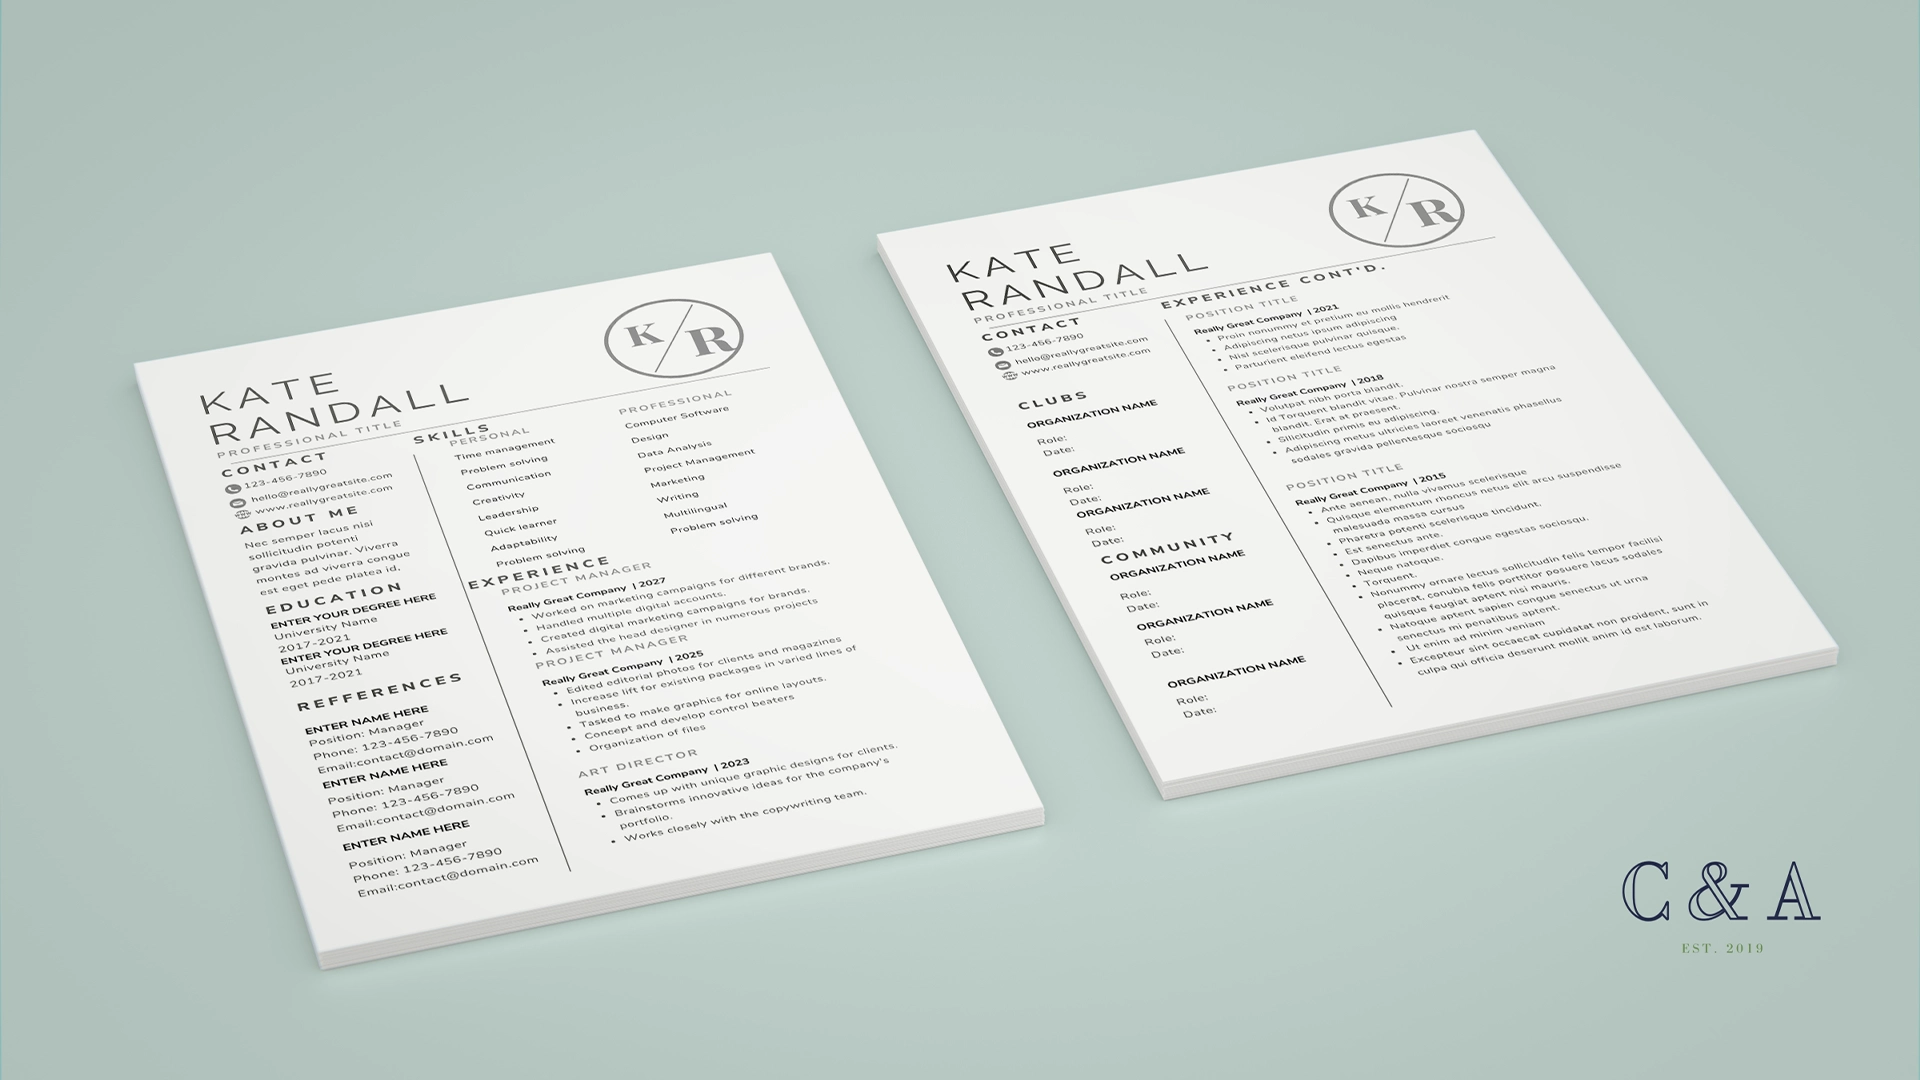 KATE
RANDALL
PROFESSIONAL TITLE
K R
CONTACT
123-456-7890
hello@reallygreatsite.com
www.reallygreatsite.com
ABOUT ME
Nec semper lacus nisi
sollicitudin potenti
gravida pulvinar. Viverra
montes ad viverra congue
est eget pede platea id.
EDUCATION
ENTER YOUR DEGREE HERE
University Name
2017-2021
ENTER YOUR DEGREE HERE
University Name
2017-2021
REFFERENCES
ENTER NAME HERE
Position: Manager
Phone: 123-456-7890
Email:contact@domain.com
ENTER NAME HERE
Position: Manager
Phone: 123-456-7890
Email:contact@domain.com
ENTER NAME HERE
Position: Manager
Phone: 123-456-7890
Email:contact@domain.com
SKILLS
PERSONAL
Time management
Problem solving
Communication
Creativity
Leadership
Quick learner
Adaptability
Problem solving
PROFESSIONAL
Computer Software
Design
Data Analysis
Project Management
Marketing
Writing
Multilingual
Problem solving
EXPERIENCE
PROJECT MANAGER
Really Great Company | 2027
• Worked on marketing campaigns for different brands.
• Handled multiple digital accounts.
• Created digital marketing campaigns for brands.
• Assisted the head designer in numerous projects
PROJECT MANAGER
Really Great Company | 2025
• Edited editorial photos for clients and magazines
• Increase lift for existing packages in varied lines of
business.
• Tasked to make graphics for online layouts.
• Concept and develop control beaters
• Organization of files
ART DIRECTOR
Really Great Company | 2023
• Comes up with unique graphic designs for clients.
• Brainstorms innovative ideas for the company's
portfolio.
• Works closely with the copywriting team.
KATE
RANDALL
PROFESSIONAL TITLE
K R
CONTACT
123-456-7890
hello@reallygreatsite.com
www.reallygreatsite.com
CLUBS
ORGANIZATION NAME
Role:
Date:
ORGANIZATION NAME
Role:
Date:
ORGANIZATION NAME
Role:
Date:
COMMUNITY
ORGANIZATION NAME
Role:
Date:
ORGANIZATION NAME
Role:
Date:
ORGANIZATION NAME
Role:
Date:
EXPERIENCE CONT'D.
POSITION TITLE
Really Great Company | 2021
• Proin nonummy et pretium eu mollis hendrerit
• Adipiscing netus ipsum adipiscing
• Nisl scelerisque pulvinar quisque.
• Parturient eleifend lectus egestas
POSITION TITLE
Really Great Company | 2018
• Volutpat nibh porta blandit.
• Id Torquent blandit vitae. Pulvinar nostra semper magna
blandit. Erat at praesent.
• Sillicitudin primis eu adipiscing.
• Adipiscing metus ultricies laoreet venenatis phasellus
sodales gravida pellentesque sociosqu
POSITION TITLE
Really Great Company | 2015
• Ante aenean, nulla vivamus scelerisque
• Quisque elementum rhoncus netus elit arcu suspendisse
malesuada massa cursus
• Pharetra potenti scelerisque tincidunt.
• Est senectus ante.
• Dapibus imperdiet congue egestas sociosqu.
• Neque natoque.
• Torquent.
• Nonummy ornare lectus sollicitudin felis tempor facilisi
placerat, conubia felis porttitor posuere lacus sodales
quisque feugiat aptent nisi mauris.
• Natoque aptent sapien congue senectus ut urna
senectus mi penatibus aptent.
• Ut enim ad minim veniam
• Excepteur sint occaecat cupidatat non proident, sunt in
culpa qui officia deserunt mollit anim id est laborum.
C & A
EST. 2019